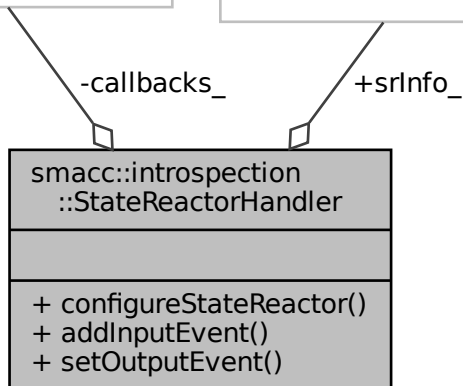 -callbacks_
+srInfo_
smacc::introspection
::StateReactorHandler
+ configureStateReactor()
+ addInputEvent()
+ setOutputEvent()